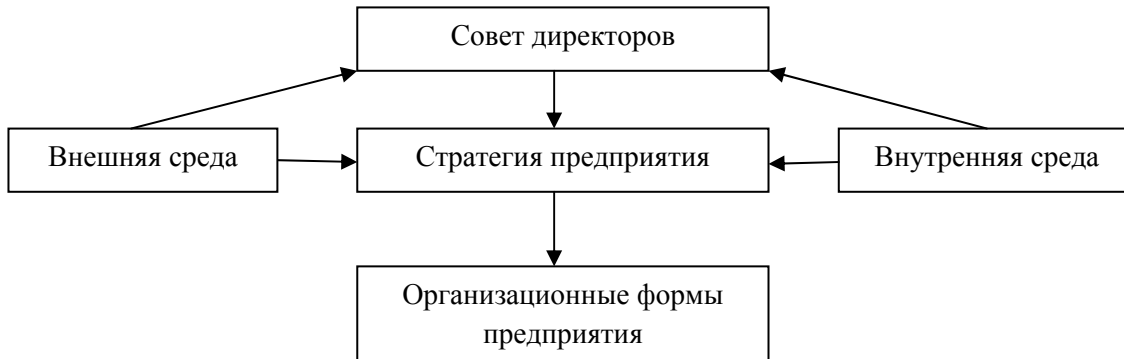 Совет директоров
Внешняя среда
Стратегия предприятия
Внутренняя среда
Организационные формы
предприятия